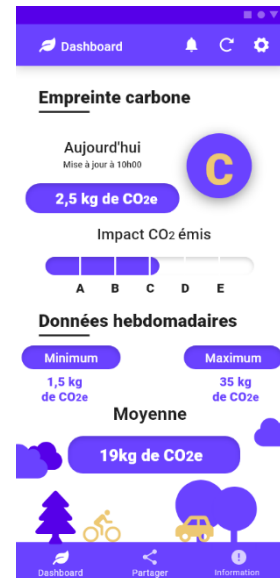 Dashboard
Empreinte carbone
Aujourd'hui
Mise à jour à 10h00
C
2,5 kg de CO2e
Impact CO2 émis
A B C D E
Données hebdomadaires
Minimum Maximum
1,5 kg 35 kg
de CO2e de CO2e
Moyenne
19kg de CO2e
Dashboard Partager Information